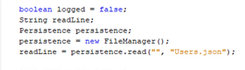 boolean logged = false;
String readLine;
Persistence persistence;
persistence = new FileManager();
readLine = persistence.read("", "Users.json");